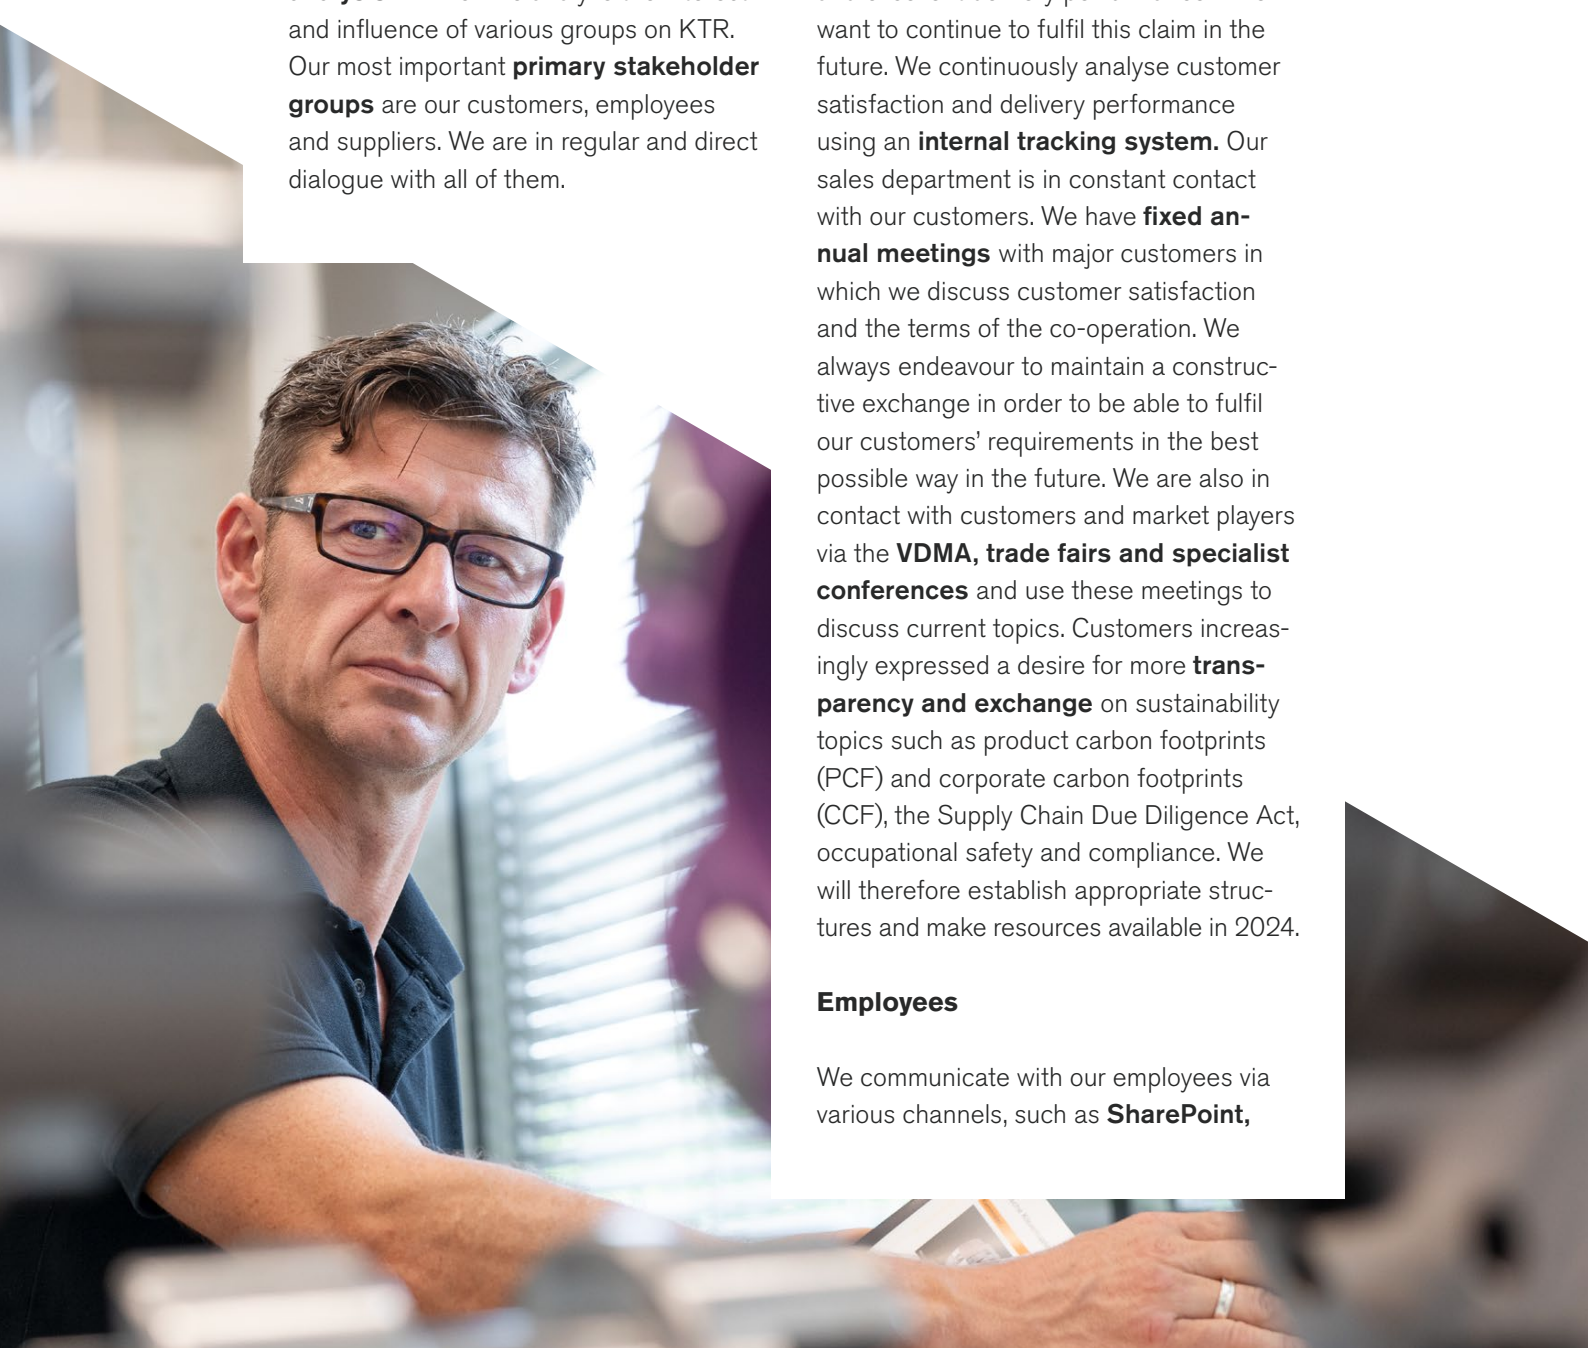 and influence of various groups on KTR.
Our most important primary stakeholder
groups are our customers, employees
and suppliers. We are in regular and direct
dialogue with all of them.
want to continue to fulfil this claim in the
future. We continuously analyse customer
satisfaction and delivery performance
using an internal tracking system. Our
sales department is in constant contact
with our customers. We have fixed an-
nual meetings with major customers in
which we discuss customer satisfaction
and the terms of the co-operation. We
always endeavour to maintain a construc-
tive exchange in order to be able to fulfil
our customers' requirements in the best
possible way in the future. We are also in
contact with customers and market players
via the VDMA, trade fairs and specialist
conferences and use these meetings to
discuss current topics. Customers increas-
ingly expressed a desire for more trans-
parency and exchange on sustainability
topics such as product carbon footprints
(PCF) and corporate carbon footprints
(CCF), the Supply Chain Due Diligence Act,
occupational safety and compliance. We
will therefore establish appropriate struc-
tures and make resources available in 2024.
Employees
We communicate with our employees via
various channels, such as SharePoint,